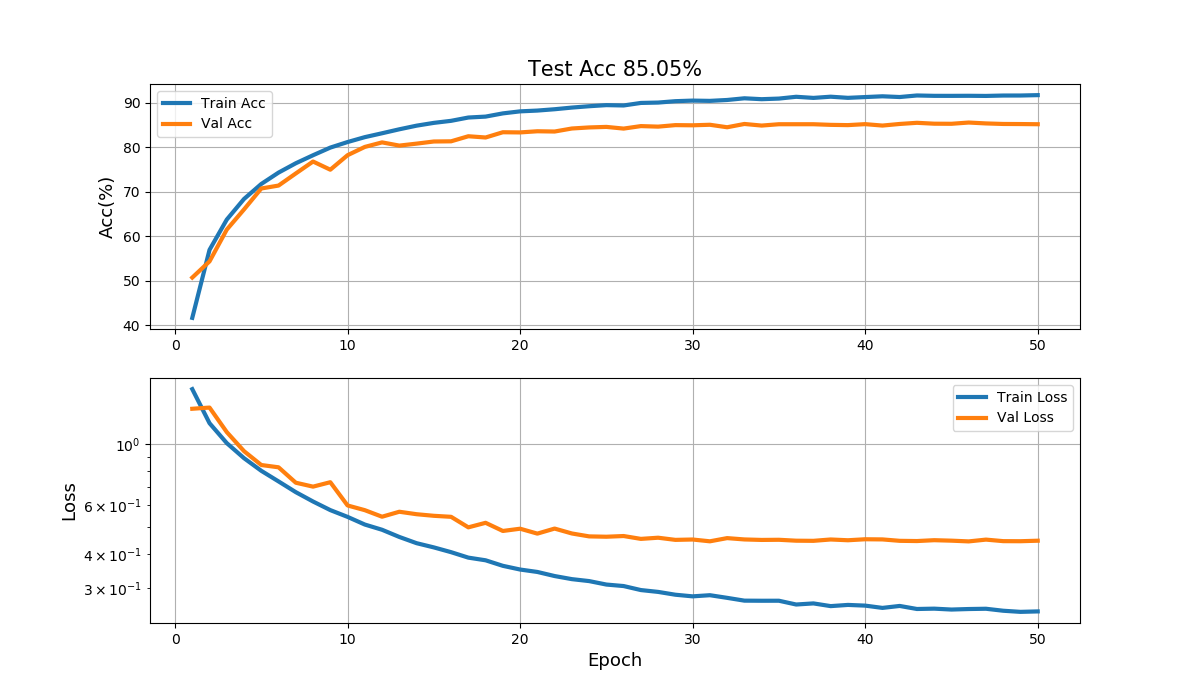 Test Acc 85.05%
Acc(%)
90
80
70
60
50
40
Train Acc
Val Acc
0 10 20 30 40 50
Loss
10⁰
6 × 10⁻¹
4 × 10⁻¹
3 × 10⁻¹
Train Loss
Val Loss
0 10 20 30 40 50
Epoch